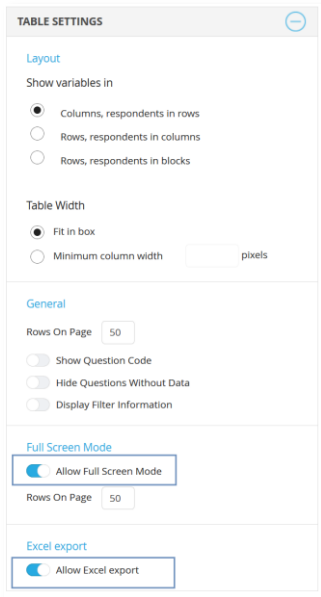 TABLE SETTINGS
Layout
Show variables in
Columns, respondents in rows
Rows, respondents in columns
Rows, respondents in blocks
Table Width
Fit in box
Minimum column width pixels
General
Rows On Page 50
Show Question Code
Hide Questions Without Data
Display Filter Information
Full Screen Mode
Allow Full Screen Mode
Rows On Page 50
Excel export
Allow Excel export